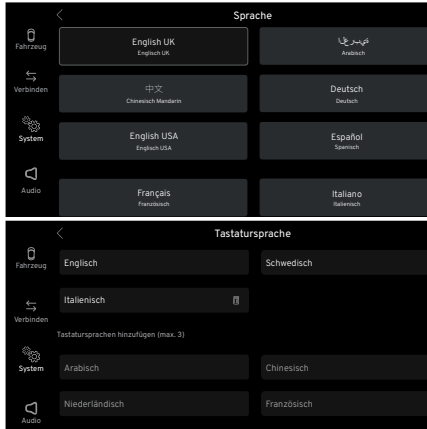 Sprache
Fahrzeug
Verbinden
System
Audio
English UK
Englisch UK
Arabisch
中文
Chinesisch Mandarin
Deutsch
Deutsch
English USA
Englisch USA
Español
Spanisch
Français
Französisch
Italiano
Italienisch
Tastatursprache
Fahrzeug
Verbinden
System
Audio
Englisch
Schwedisch
Italienisch
Tastatursprachen hinzufügen (max. 3)
Arabisch
Chinesisch
Niederländisch
Französisch